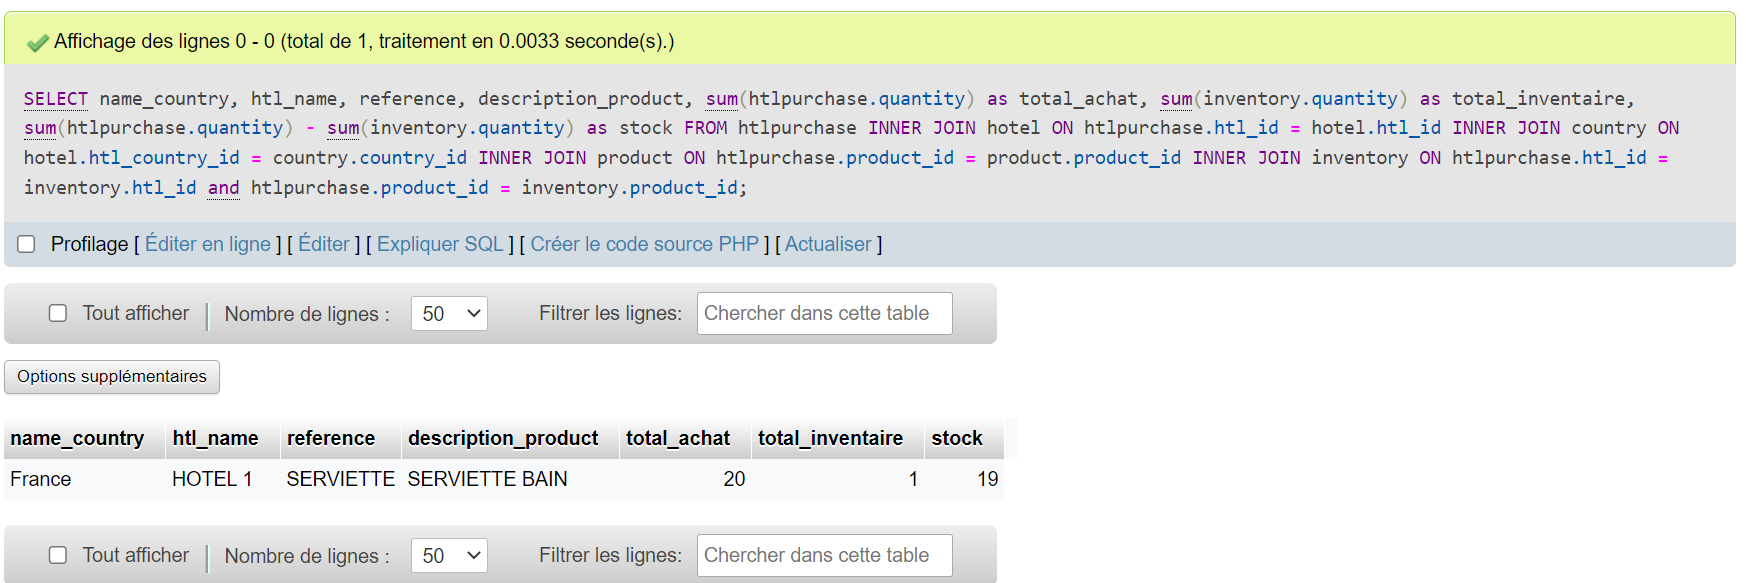 Affichage des lignes 0 - 0 (total de 1, traitement en 0.0033 seconde(s).)
SELECT name_country, htl_name, reference, description_product, sum(htlpurchase.quantity) as total_achat, sum(inventory.quantity) as total_inventaire,
sum(htlpurchase.quantity) - sum(inventory.quantity) as stock FROM htlpurchase INNER JOIN hotel ON htlpurchase.htl_id = hotel.htl_id INNER JOIN country ON
hotel.htl_country_id = country.country_id INNER JOIN product ON htlpurchase.product_id = product.product_id INNER JOIN inventory ON htlpurchase.htl_id =
inventory.htl_id and htlpurchase.product_id = inventory.product_id;
Profilage [ Éditer en ligne ] [ Éditer ] [ Expliquer SQL ] [ Créer le code source PHP ] [ Actualiser ]
Tout afficher Nombre de lignes : 50 Filtrer les lignes: Chercher dans cette table
Options supplémentaires
name_country htl_name reference description_product total_achat total_inventaire stock
France HOTEL 1 SERVIETTE SERVIETTE BAIN 20 1 19
Tout afficher Nombre de lignes : 50 Filtrer les lignes: Chercher dans cette table